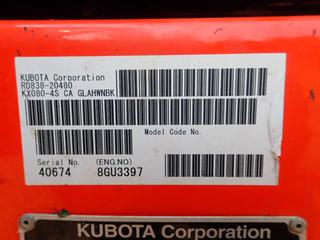 KUBOTA Corporation
RD838-20480
KX080-4S CA GLAHWNBK
Model Code No.
Serial No. (ENG.NO)
40674 8GU3397
KUBOTA Corporation